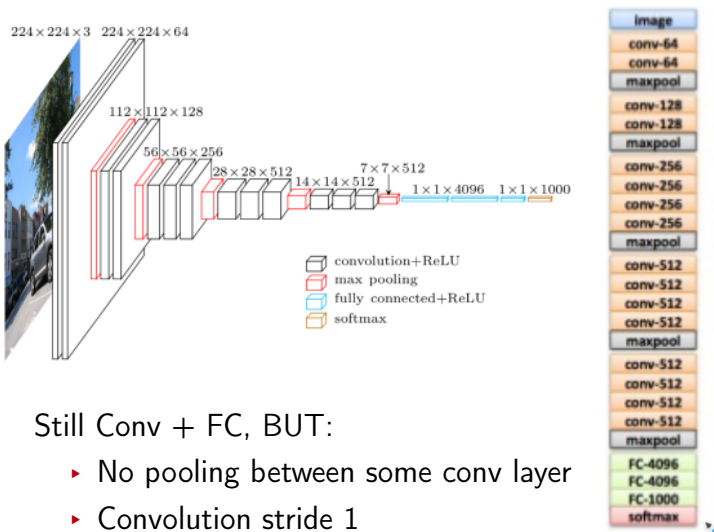 224×224×3 224×224×64
112×112×128
56×56×256
28×28×512
14×14×512
7×7×512
1×1×4096 1×1×1000
convolution+ReLU
max pooling
fully connected+ReLU
softmax
Still Conv + FC, BUT:
▸ No pooling between some conv layer
▸ Convolution stride 1
image
conv-64
conv-64
maxpool
conv-128
conv-128
maxpool
conv-256
conv-256
conv-256
conv-256
maxpool
conv-512
conv-512
conv-512
conv-512
maxpool
conv-512
conv-512
conv-512
conv-512
maxpool
FC-4096
FC-4096
FC-1000
softmax